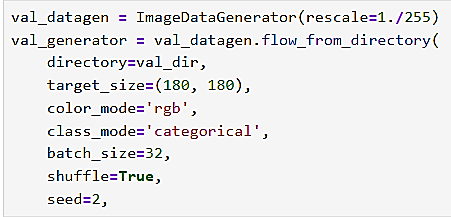 val_datagen = ImageDataGenerator(rescale=1./255)
val_generator = val_datagen.flow_from_directory(
    directory=val_dir,
    target_size=(180, 180),
    color_mode='rgb',
    class_mode='categorical',
    batch_size=32,
    shuffle=True,
    seed=2,